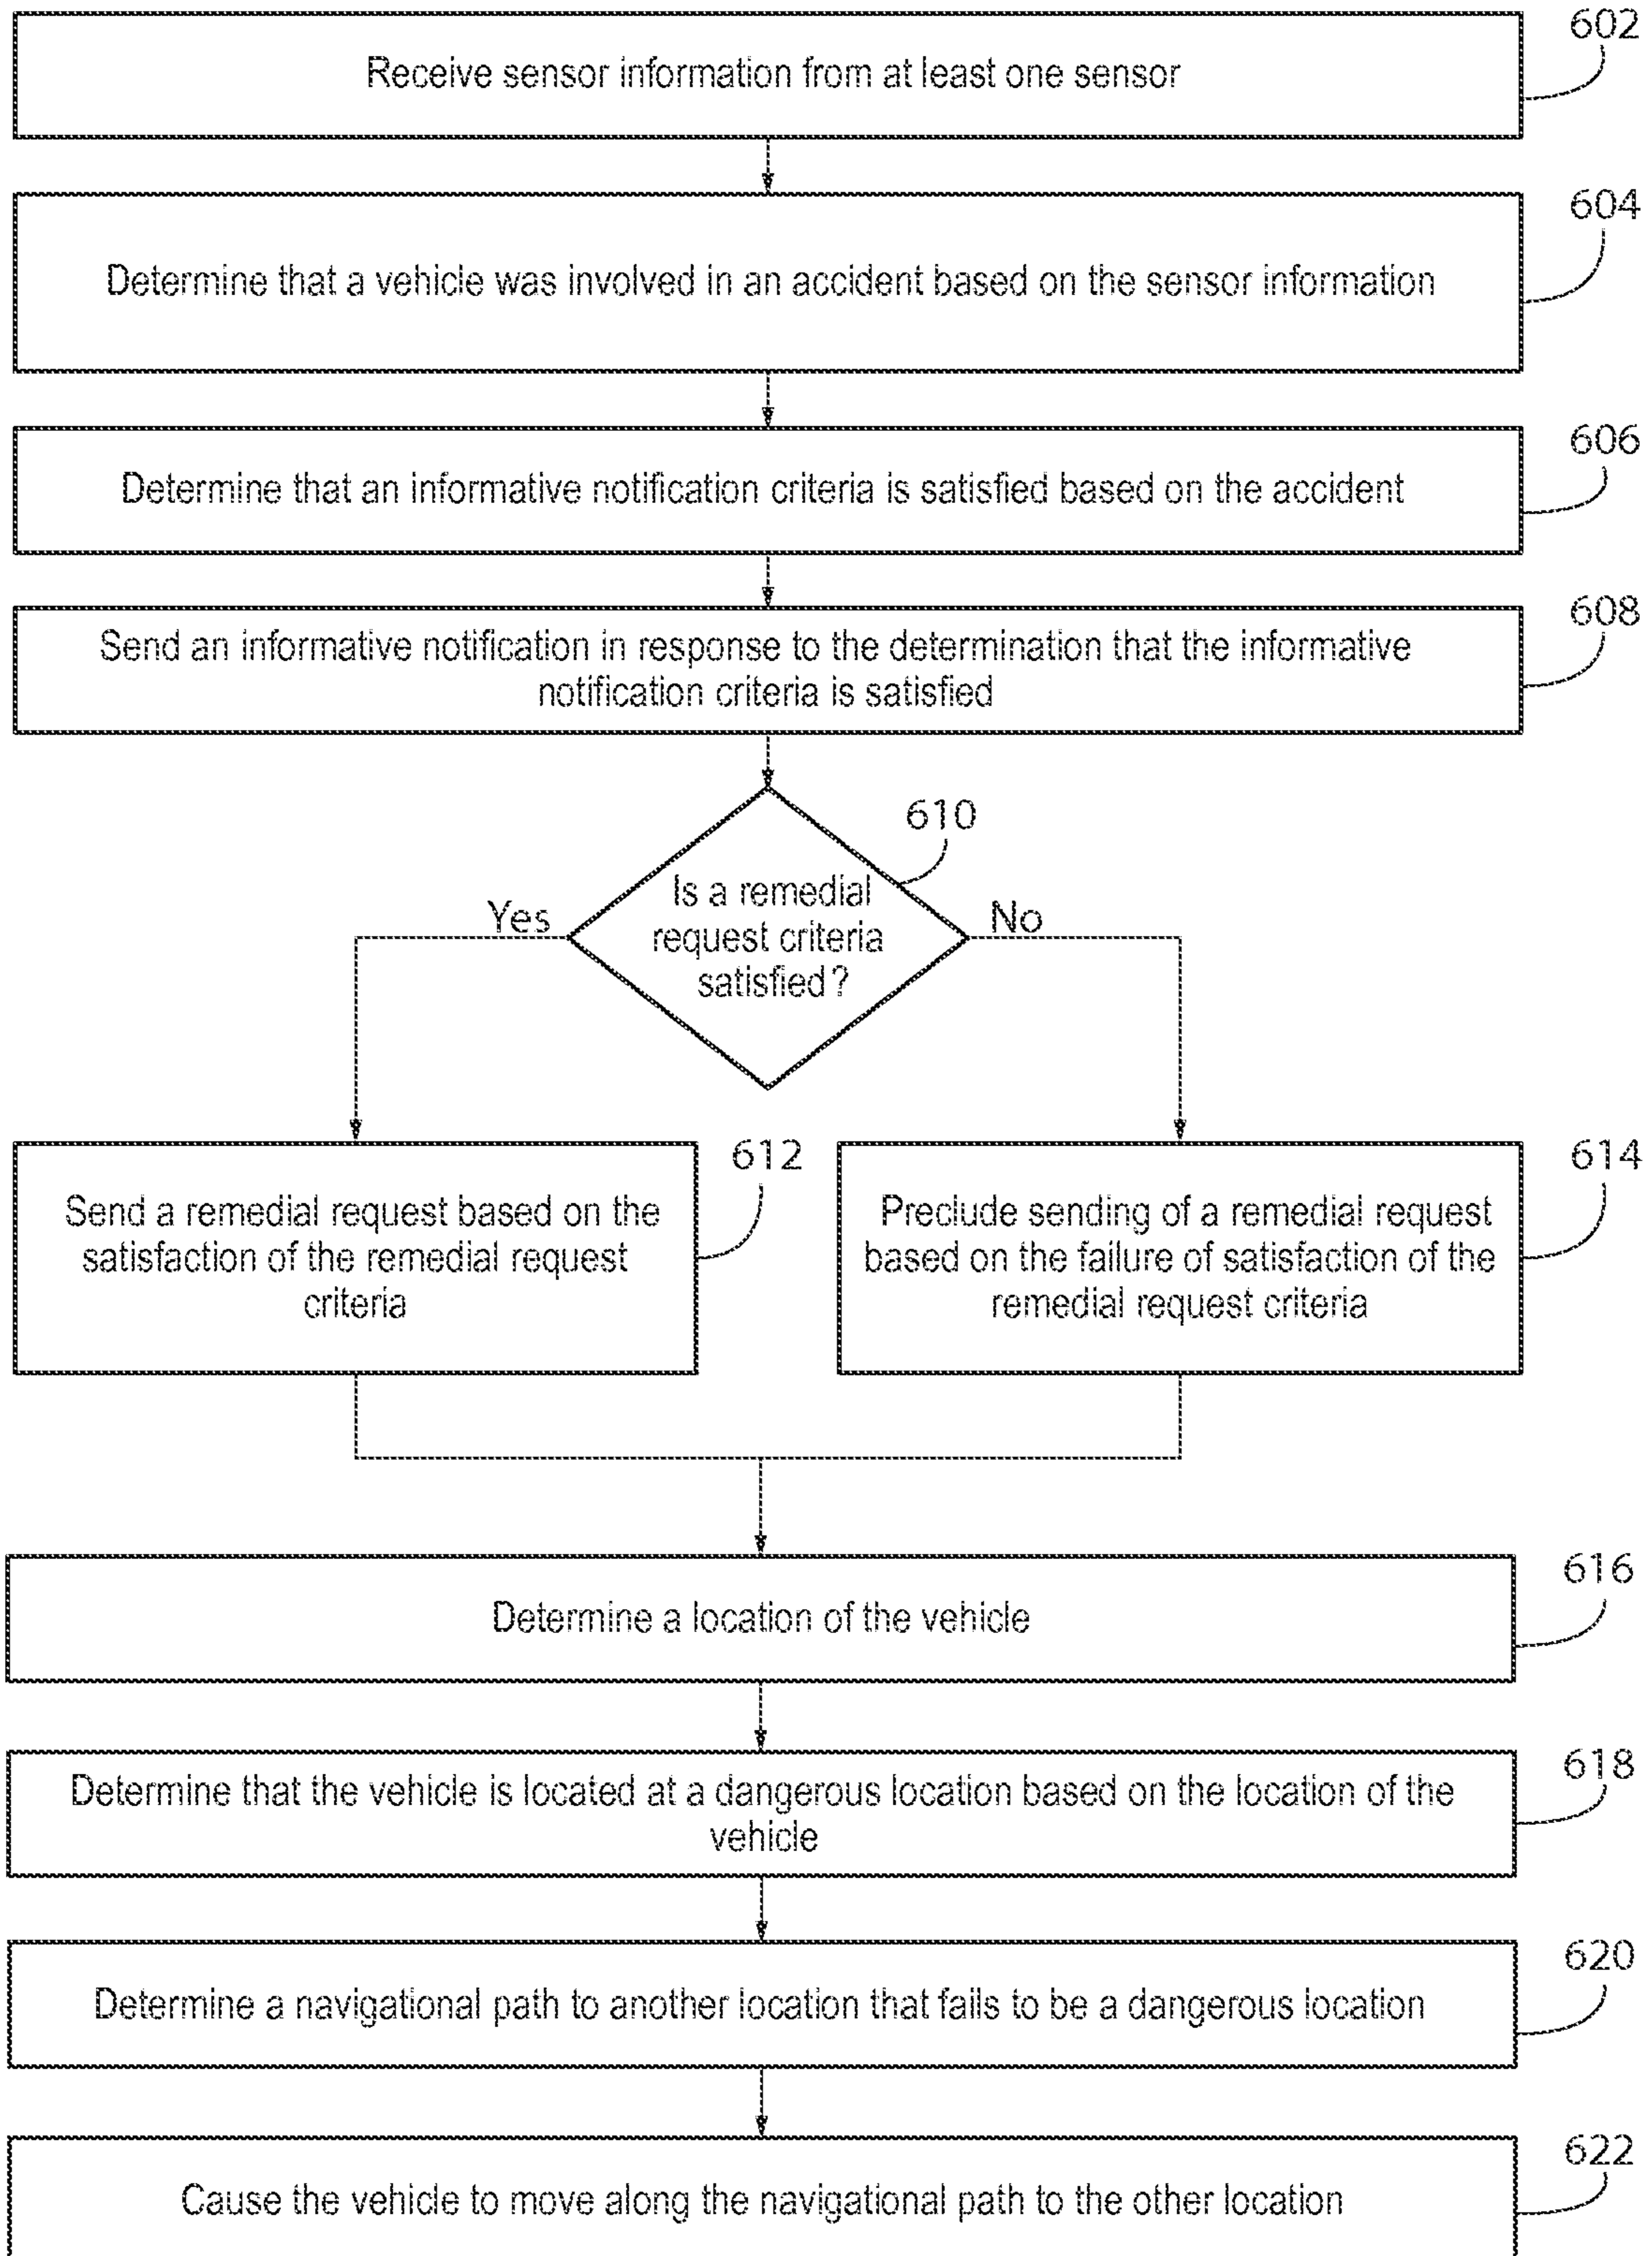 602
Receive sensor information from at least one sensor
604
Determine that a vehicle was involved in an accident based on the sensor information
606
Determine that an informative notification criteria is satisfied based on the accident
608
Send an informative notification in response to the determination that the informative
notification criteria is satisfied
610
Is a remedial
request criteria
satisfied?
Yes
No
612
Send a remedial request based on the
satisfaction of the remedial request
criteria
614
Preclude sending of a remedial request
based on the failure of satisfaction of the
remedial request criteria
616
Determine a location of the vehicle
618
Determine that the vehicle is located at a dangerous location based on the location of the
vehicle
620
Determine a navigational path to another location that fails to be a dangerous location
622
Cause the vehicle to move along the navigational path to the other location